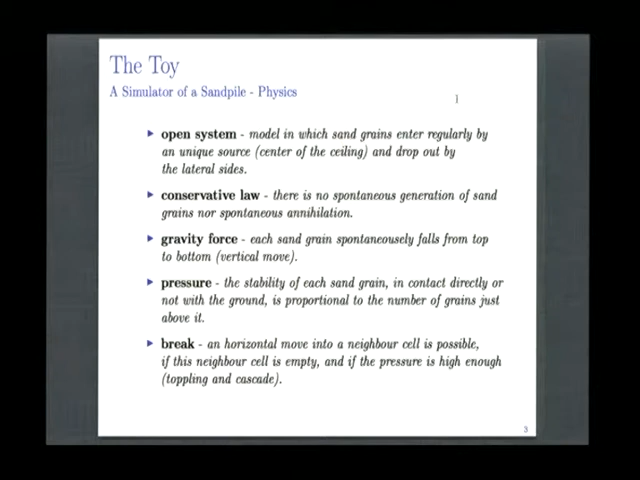 The Toy
A Simulator of a Sandpile - Physics
open system - model in which sand grains enter regularly by
an unique source (center of the ceiling) and drop out by
the lateral sides.
conservative law - there is no spontaneous generation of sand
grains nor spontaneous annihilation.
gravity force - each sand grain spontaneousely falls from top
to bottom (vertical move).
pressure - the stability of each sand grain, in contact directly or
not with the ground, is proportional to the number of grains just
above it.
break - an horizontal move into a neighbour cell is possible,
if this neighbour cell is empty, and if the pressure is high enough
(toppling and cascade).
3